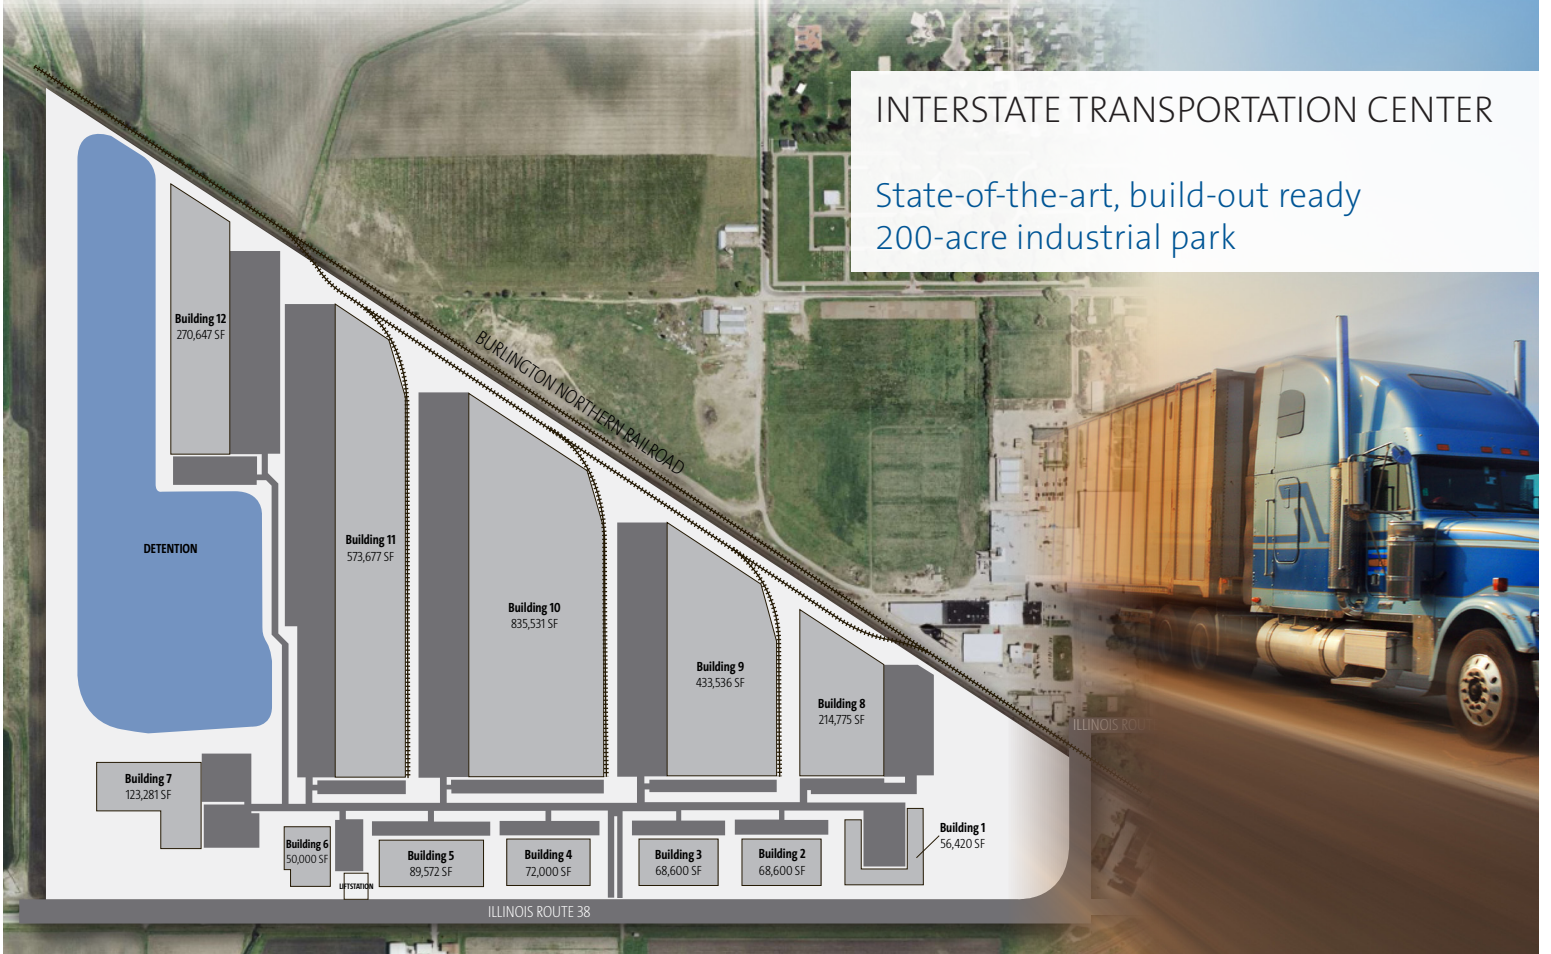 INTERSTATE TRANSPORTATION CENTER
State-of-the-art, build-out ready
200-acre industrial park
BURLINGTON NORTHERN RAILROAD
Building 12
270,647 SF
DETENTION
Building 11
573,677 SF
Building 10
835,531 SF
Building 9
433,536 SF
Building 8
214,775 SF
Building 7
123,281 SF
Building 6
50,000 SF
LIFTSTATION
Building 5
89,572 SF
Building 4
72,000 SF
Building 3
68,600 SF
Building 2
68,600 SF
Building 1
56,420 SF
ILLINOIS ROUT
ILLINOIS ROUTE 38